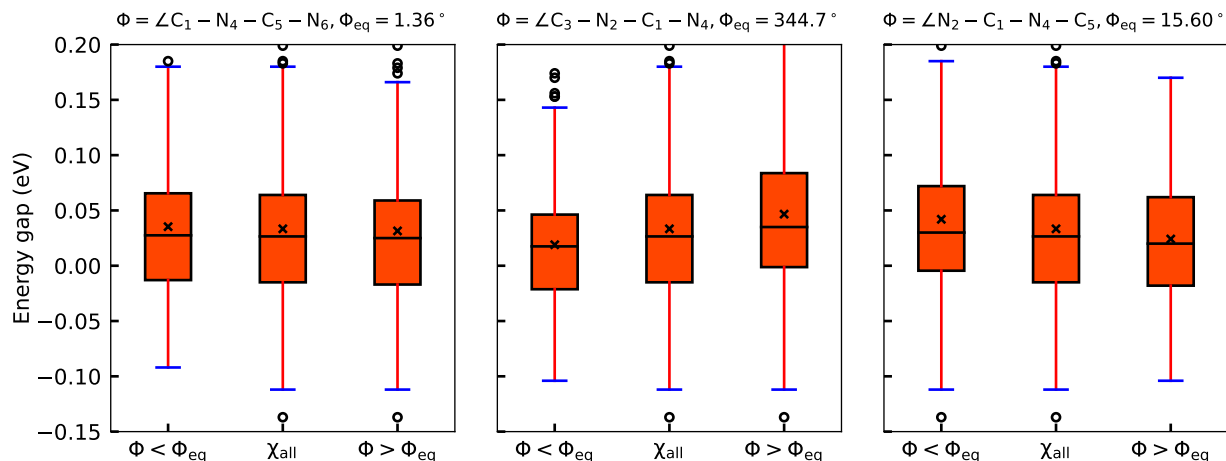 Φ = ∠C₁ − N₄ − C₅ − N₆, Φeq = 1.36°
Φ = ∠C₃ − N₂ − C₁ − N₄, Φeq = 344.7°
Φ = ∠N₂ − C₁ − N₄ − C₅, Φeq = 15.60°
Energy gap (eV)
0.20
0.15
0.10
0.05
0.00
−0.05
−0.10
−0.15
Φ < Φeq
χall
Φ > Φeq
Φ < Φeq
χall
Φ > Φeq
Φ < Φeq
χall
Φ > Φeq